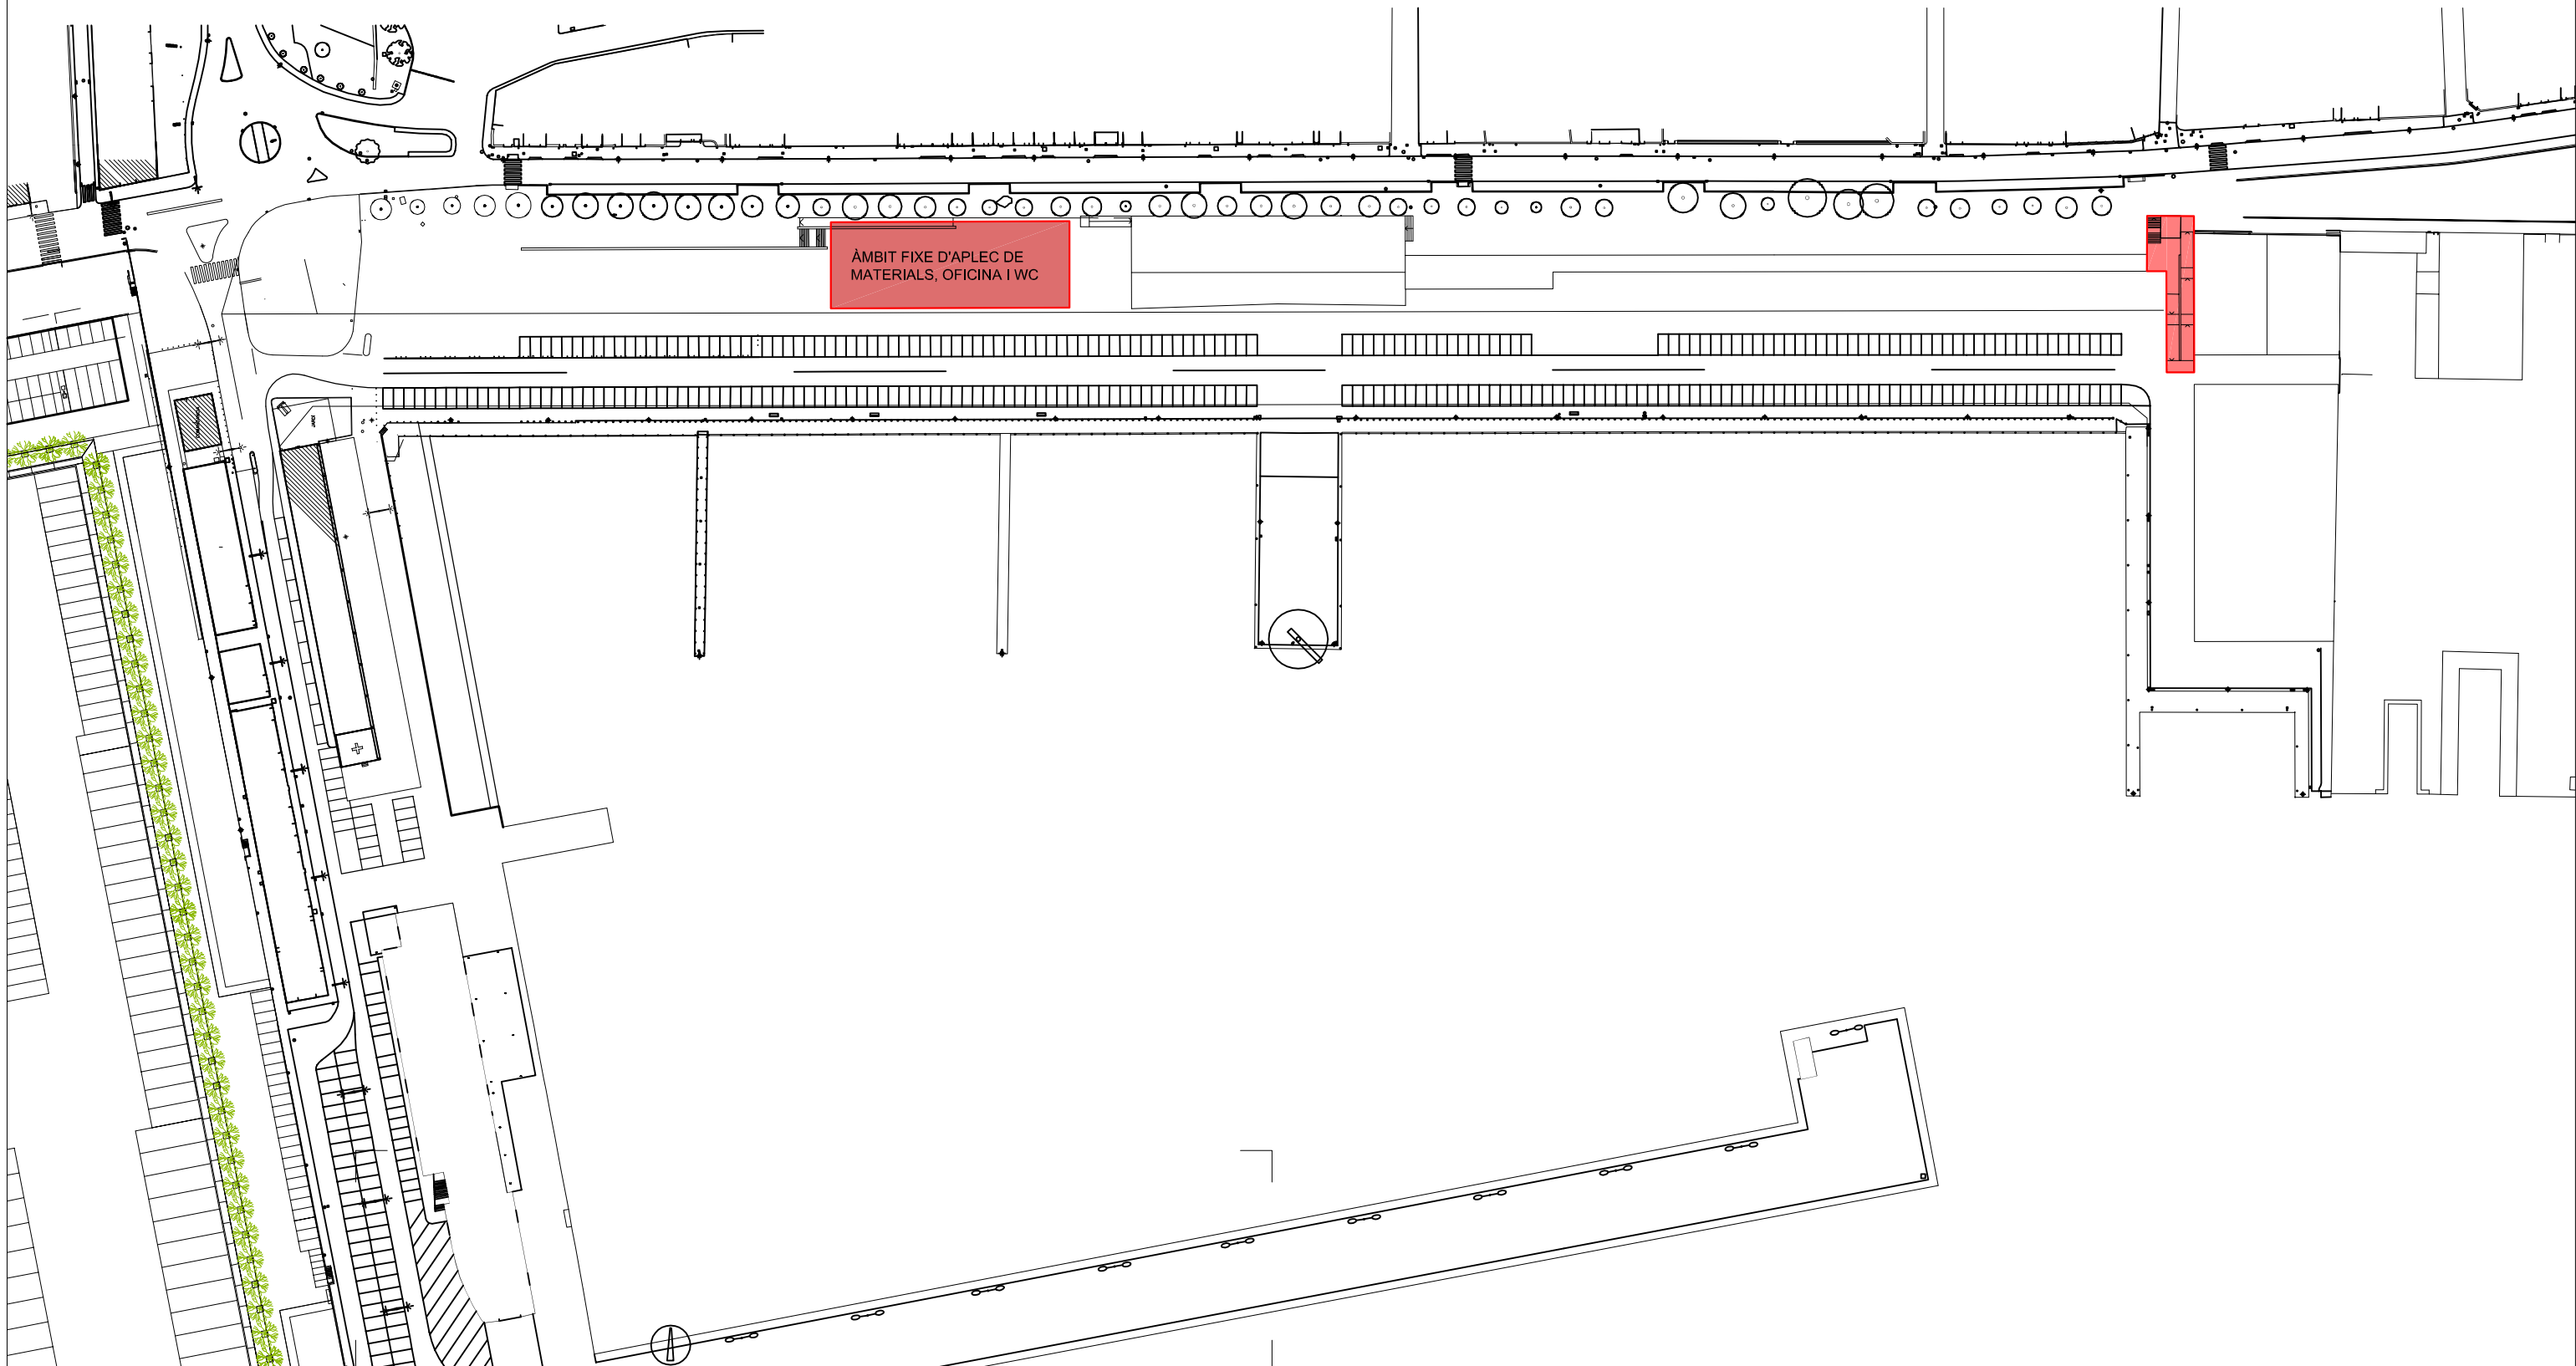 ÀMBIT FIXE D'APLEC DE
MATERIALS, OFICINA I WC